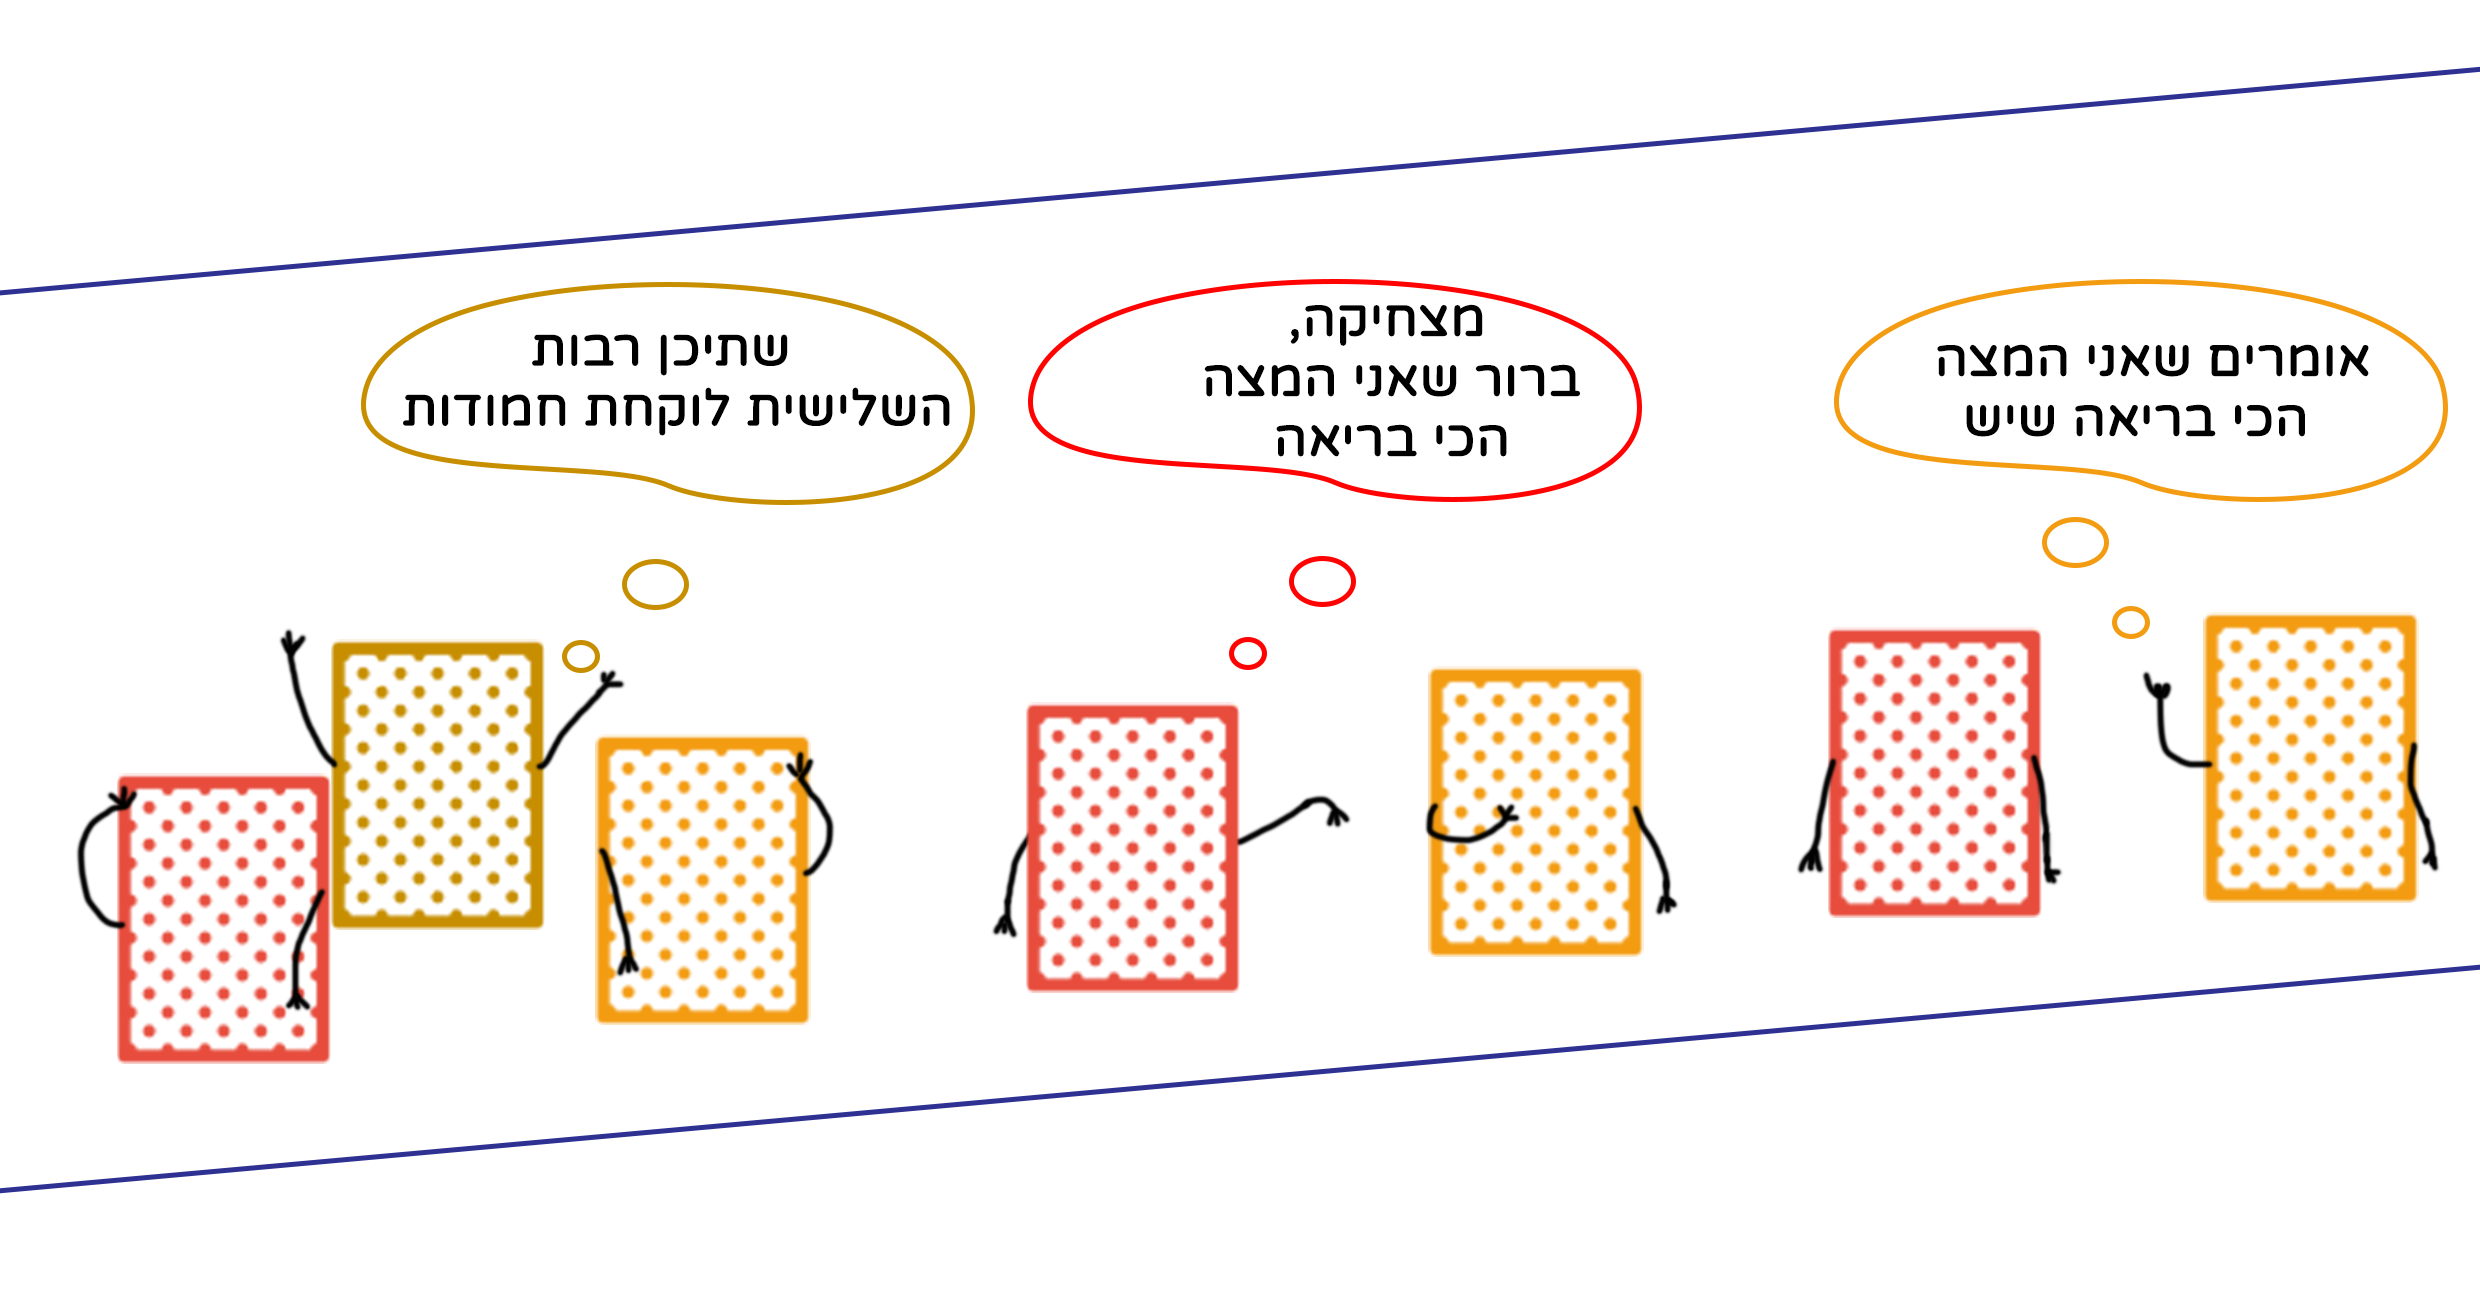 אומרים שאני המצה
הכי בריאה שיש
מצחיקה,
ברור שאני המצה
הכי בריאה
שתיכן רבות
השלישית לוקחת חמודות